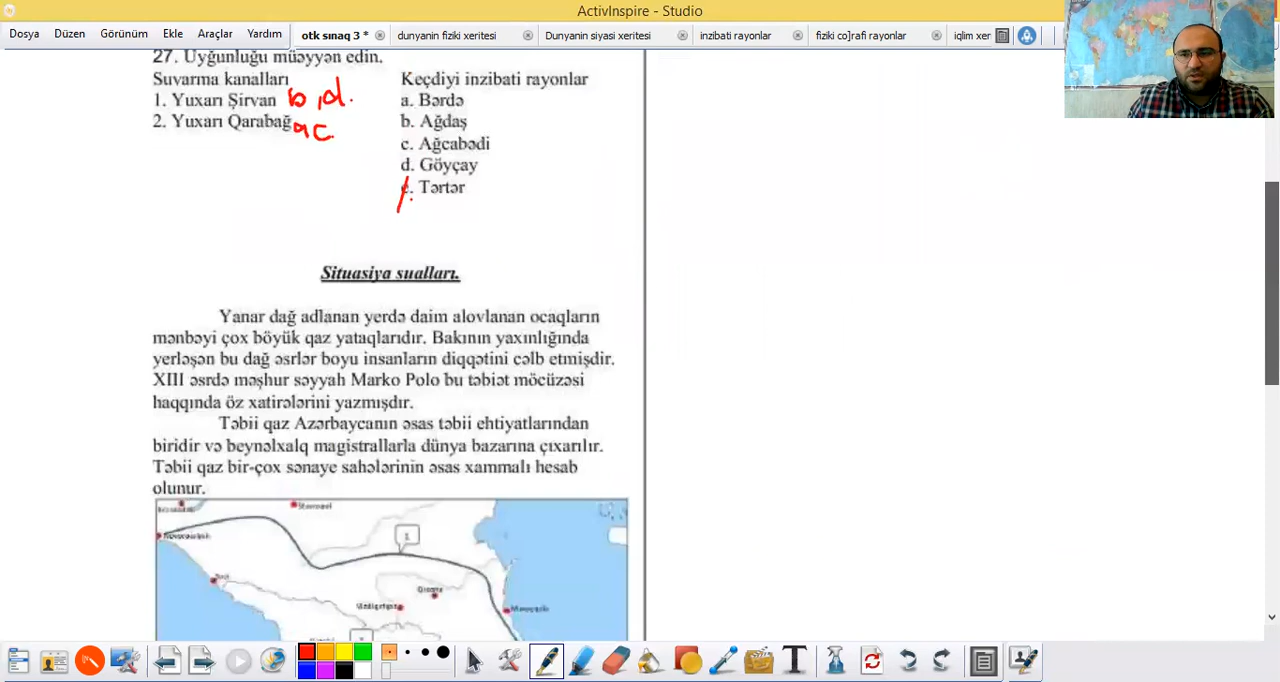 ActivInspire - Studio
Dosya Düzen Görünüm Ekle Araçlar Yardım otk sınaq 3 * dunyanin fiziki xeritesi Dunyanin siyasi xeritesi inzibati rayonlar fiziki co]rafi rayonlar iqlim xer
27. Uyğunluğu müəyyən edin.
Suvarma kanalları Keçdiyi inzibati rayonlar
1. Yuxarı Şirvan b,d. a. Bərdə
2. Yuxarı Qarabağ ac b. Ağdaş
c. Ağcabədi
d. Göyçay
e. Tərtər
Situasiya sualları.
Yanar dağ adlanan yerdə daim alovlanan ocaqların
mənbəyi çox böyük qaz yataqlarıdır. Bakının yaxınlığında
yerləşən bu dağ əsrlər boyu insanların diqqətini cəlb etmişdir.
XIII əsrdə məşhur səyyah Marko Polo bu təbiət möcüzəsi
haqqında öz xatirələrini yazmışdır.
Təbii qaz Azərbaycanın əsas təbii ehtiyatlarından
biridir və beynəlxalq magistrallarla dünya bazarına çıxarılır.
Təbii qaz bir-çox sənaye sahələrinin əsas xammalı hesab
olunur.
1